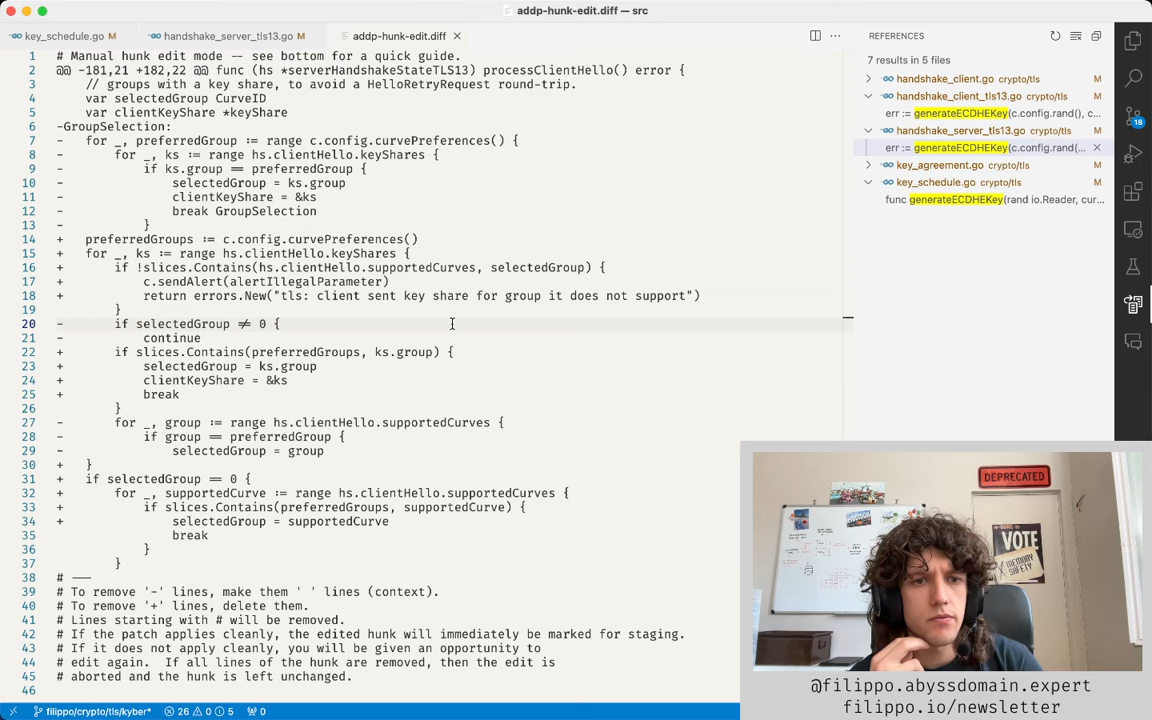 addp-hunk-edit.diff — src
key_schedule.go M
handshake_server_tls13.go M
addp-hunk-edit.diff
1 # Manual hunk edit mode -- see bottom for a quick guide.
2 @@ -181,21 +182,22 @@ func (hs *serverHandshakeStateTLS13) processClientHello() error {
3 // groups with a key share, to avoid a HelloRetryRequest round-trip.
4 var selectedGroup CurveID
5 var clientKeyShare *keyShare
6 -GroupSelection:
7 - for _, preferredGroup := range c.config.curvePreferences() {
8 - for _, ks := range hs.clientHello.keyShares {
9 - if ks.group == preferredGroup {
10 - selectedGroup = ks.group
11 - clientKeyShare = &ks
12 - break GroupSelection
13 - }
14 + preferredGroups := c.config.curvePreferences()
15 + for _, ks := range hs.clientHello.keyShares {
16 + if !slices.Contains(hs.clientHello.supportedCurves, selectedGroup) {
17 + c.sendAlert(alertIllegalParameter)
18 + return errors.New("tls: client sent key share for group it does not support")
19 + }
20 - if selectedGroup != 0 {
21 - continue
22 + if slices.Contains(preferredGroups, ks.group) {
23 + selectedGroup = ks.group
24 + clientKeyShare = &ks
25 + break
26 }
27 - for _, group := range hs.clientHello.supportedCurves {
28 - if group == preferredGroup {
29 - selectedGroup = group
30 + }
31 + if selectedGroup == 0 {
32 + for _, supportedCurve := range hs.clientHello.supportedCurves {
33 + if slices.Contains(preferredGroups, supportedCurve) {
34 + selectedGroup = supportedCurve
35 break
36 }
37 }
38 # ---
39 # To remove '-' lines, make them ' ' lines (context).
40 # To remove '+' lines, delete them.
41 # Lines starting with # will be removed.
42 # If the patch applies cleanly, the edited hunk will immediately be marked for staging.
43 # If it does not apply cleanly, you will be given an opportunity to
44 # edit again.  If all lines of the hunk are removed, then the edit is
45 # aborted and the hunk is left unchanged.
46
REFERENCES
7 results in 5 files
handshake_client.go crypto/tls M
handshake_client_tls13.go crypto/tls M
err := generateECDHEKey(c.config.rand(), c...
handshake_server_tls13.go crypto/tls M
err := generateECDHEKey(c.config.rand(...
key_agreement.go crypto/tls M
key_schedule.go crypto/tls M
func generateECDHEKey(rand io.Reader, cur...
18
DEPRECATED
VOTE
MEMORY
SAFETY
@filippo.abyssdomain.expert
filippo.io/newsletter
filippo/crypto/tls/kyber* 26 0 5 0